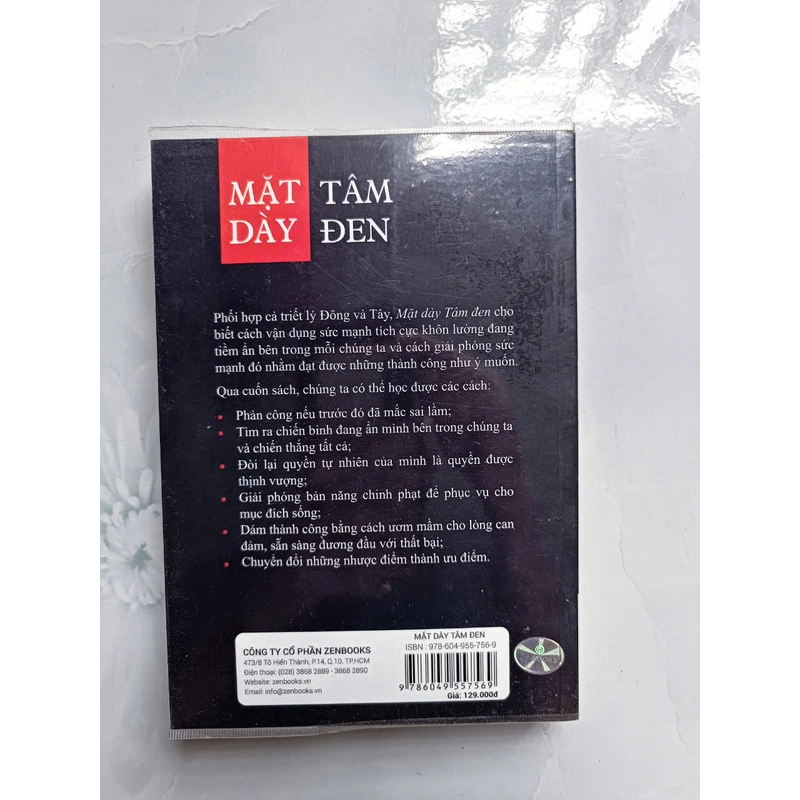 MẶT TÂM
DÀY ĐEN
Phối hợp cả triết lý Đông và Tây, Mặt dày Tâm đen cho
biết cách vận dụng sức mạnh tích cực khôn lường đang
tiềm ẩn bên trong mỗi chúng ta và cách giải phóng sức
mạnh đó nhằm đạt được những thành công như ý muốn.
Qua cuốn sách, chúng ta có thể học được các cách:
Phản công nếu trước đó đã mắc sai lầm;
Tìm ra chiến binh đang ẩn mình bên trong chúng ta
và chiến thắng tất cả;
Đòi lại quyền tự nhiên của mình là quyền được
thịnh vượng;
Giải phóng bản năng chinh phạt để phục vụ cho
mục đích sống;
Dám thành công bằng cách ươm mầm cho lòng can
đảm, sẵn sàng đương đầu với thất bại;
Chuyển đổi những nhược điểm thành ưu điểm.
CÔNG TY CỔ PHẦN ZENBOOKS
473/8 Tô Hiến Thành, P.14, Q.10, TP.HCM
Điện thoại: (028) 3868 2889 - 3868 2890
Website: zenbooks.vn
Email: info@zenbooks.vn
MẶT DÀY TÂM ĐEN
ISBN : 978-604-955-756-9
9 786049 557569
Giá: 129.000đ